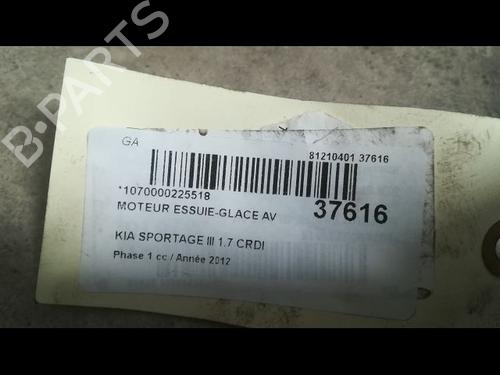 B-PARTS
GA
81210401 37616
*1070000225518
MOTEUR ESSUIE-GLACE AV
37616
KIA SPORTAGE III 1.7 CRDI
Phase 1 cc / Année 2012